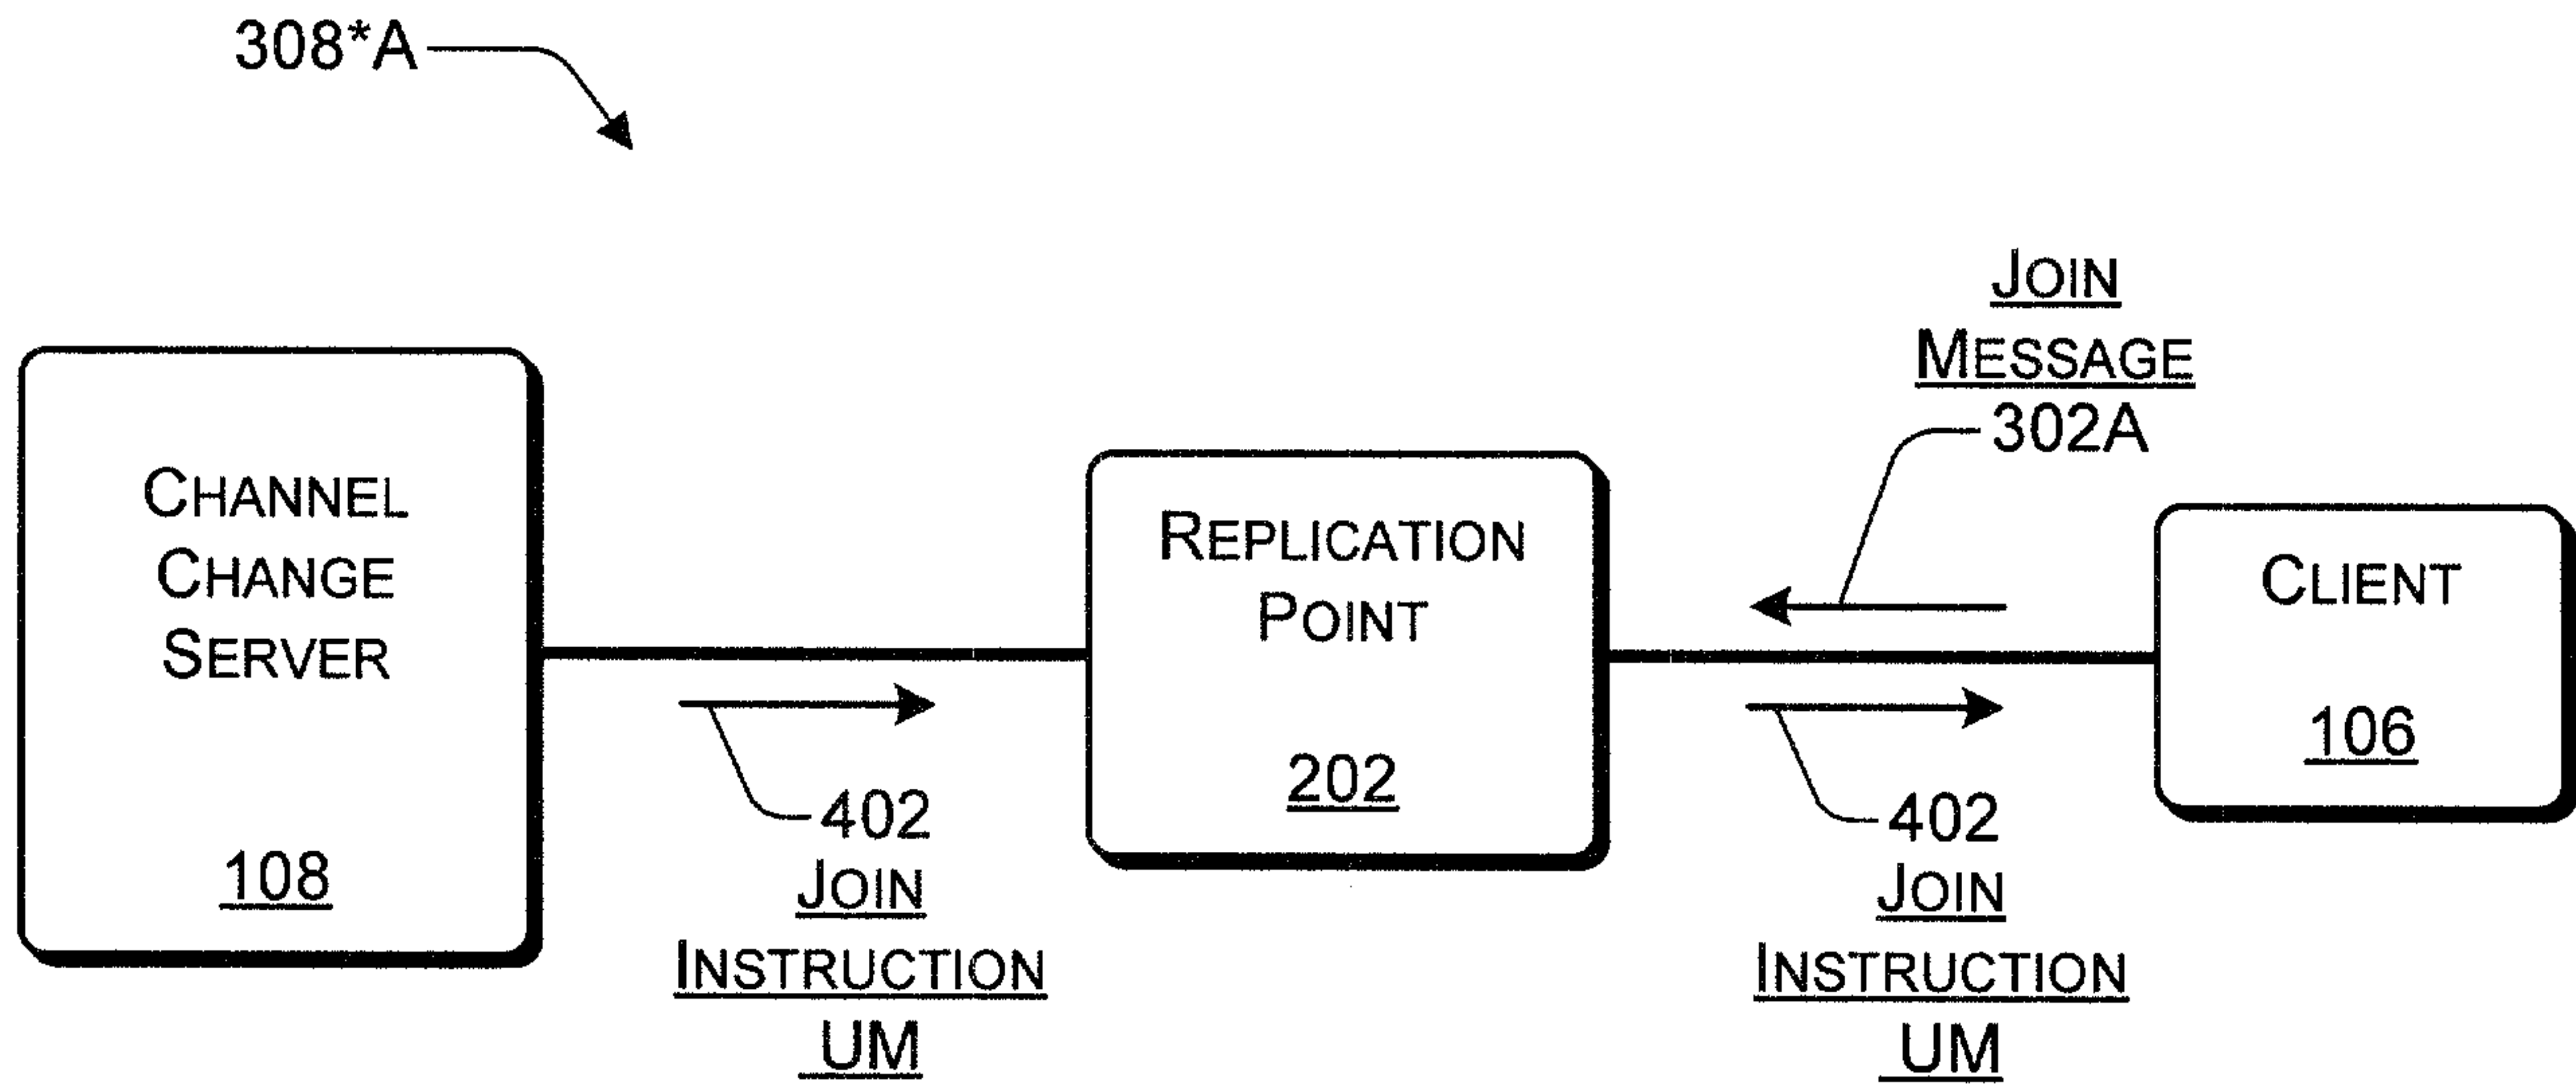 308*A
JOIN
MESSAGE
302A
CHANNEL
CHANGE
SERVER
108
REPLICATION
POINT
202
CLIENT
106
402
JOIN
INSTRUCTION
UM
402
JOIN
INSTRUCTION
UM